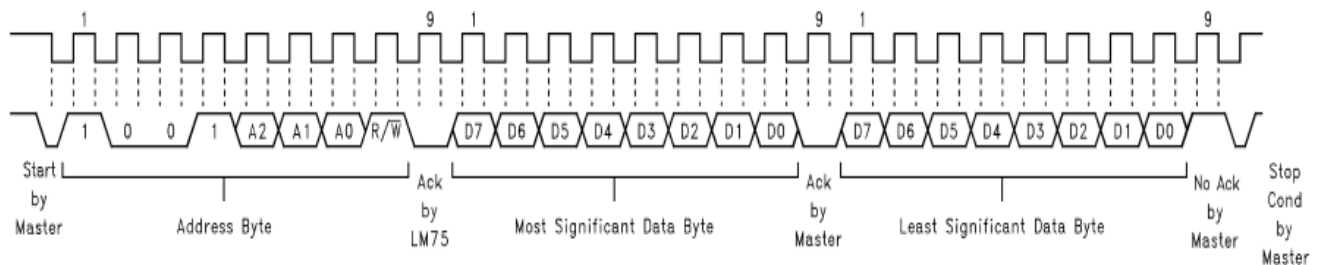 1 9 1 9 1 9
1 0 0 1 A2 A1 A0 R/W̅ D7 D6 D5 D4 D3 D2 D1 D0 D7 D6 D5 D4 D3 D2 D1 D0
Start
by
Master
Address Byte
Ack
by
LM75
Most Significant Data Byte
Ack
by
Master
Least Significant Data Byte
No Ack
by
Master
Stop
Cond
by
Master